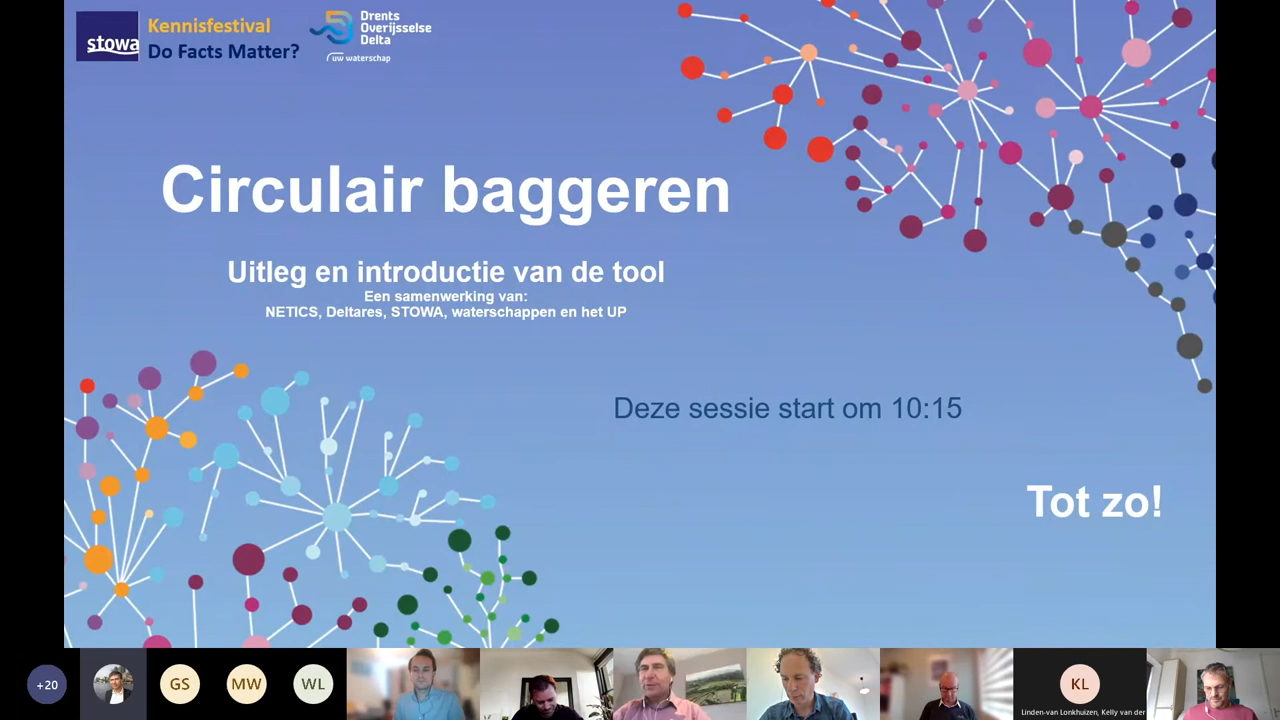 stowa
Kennisfestival
Do Facts Matter?
Drents
Overijsselse
Delta
uw waterschap
Circulair baggeren
Uitleg en introductie van de tool
Een samenwerking van:
NETICS, Deltares, STOWA, waterschappen en het UP
Deze sessie start om 10:15
Tot zo!
+20
GS
MW
WL
KL
Linden-van Lonkhuizen, Kelly van der